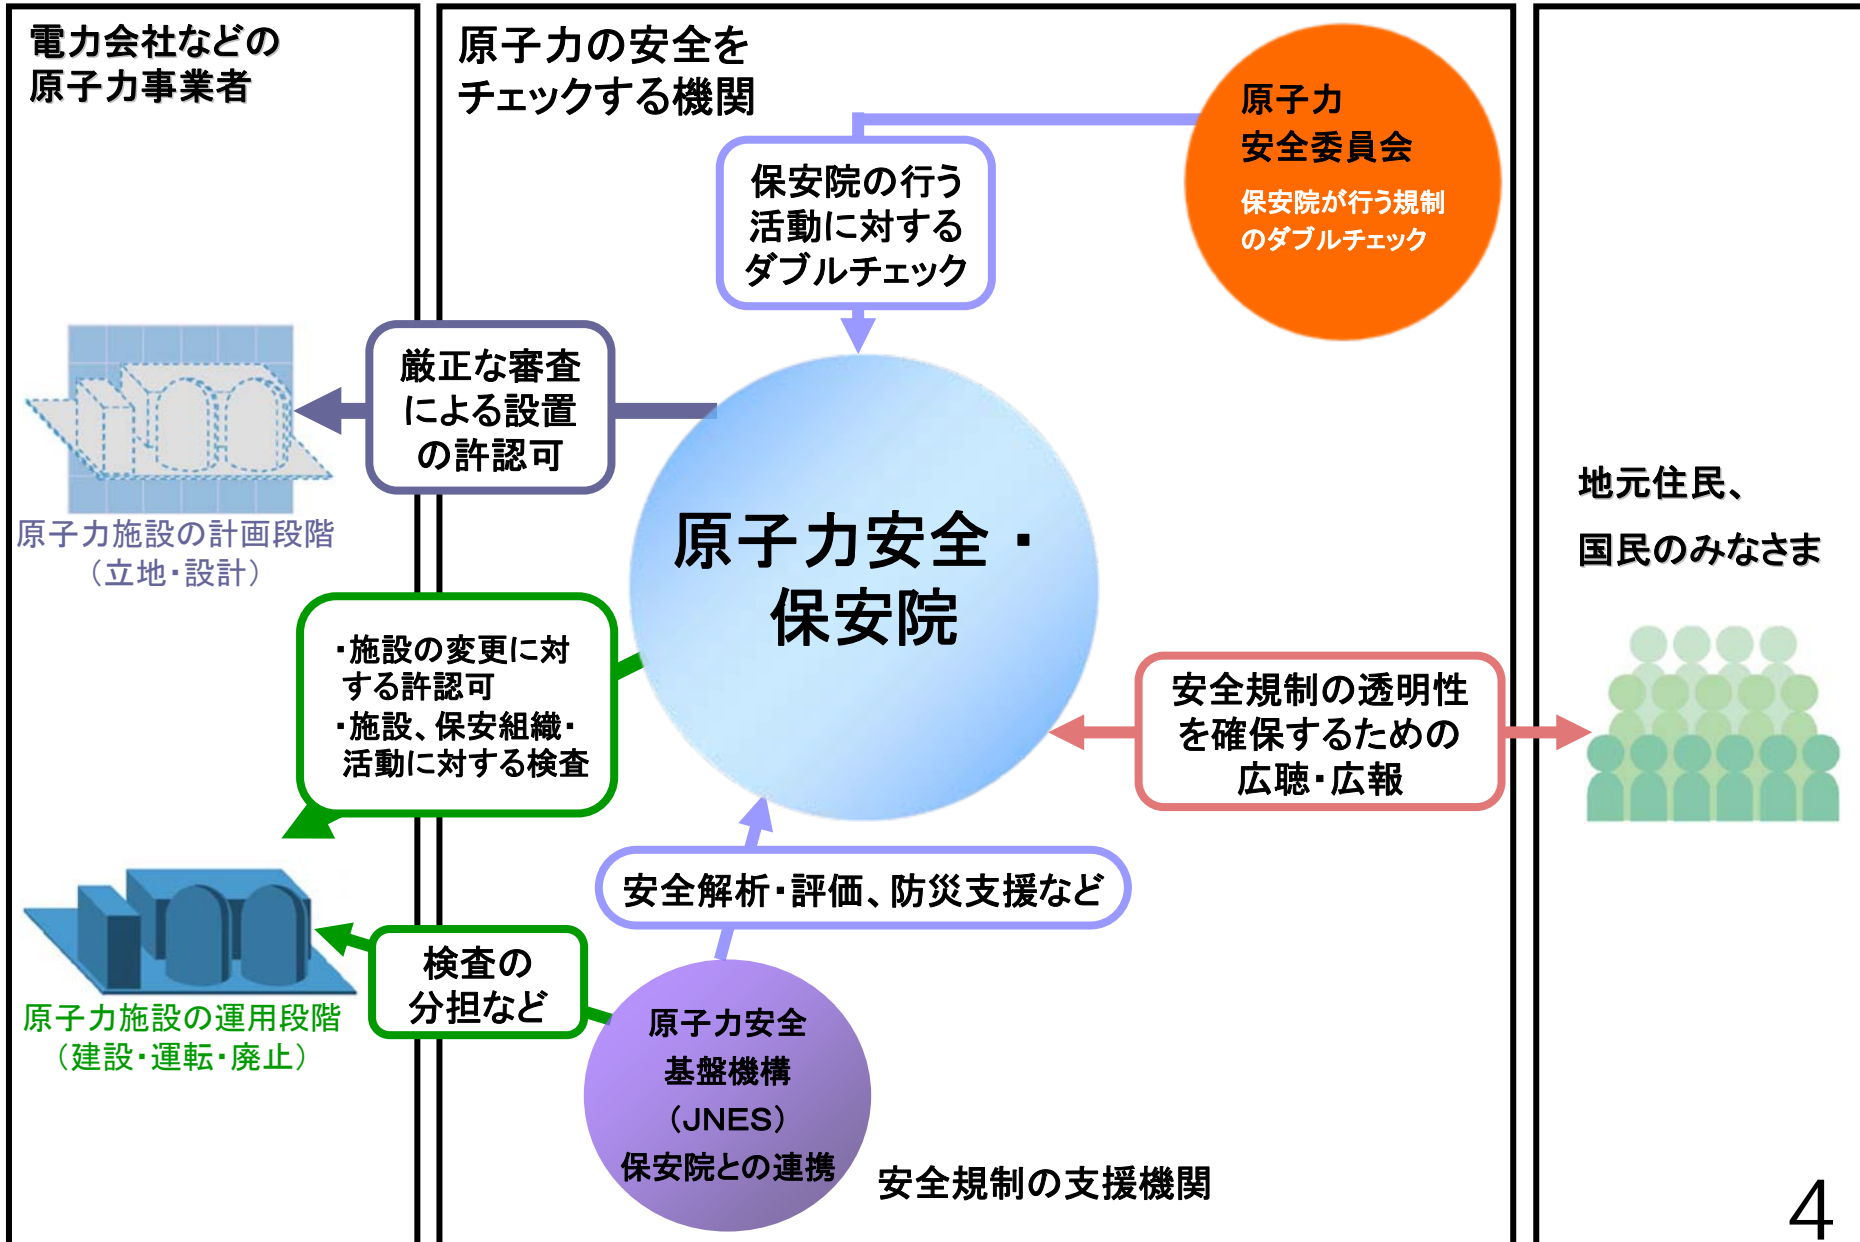 電力会社などの
原子力事業者
原子力の安全を
チェックする機関
原子力
安全委員会
保安院が行う規制
のダブルチェック
保安院の行う
活動に対する
ダブルチェック
厳正な審査
による設置
の許認可
原子力施設の計画段階
（立地・設計）
原子力安全・
保安院
地元住民、
国民のみなさま
・施設の変更に対
する許認可
・施設、保安組織・
活動に対する検査
安全規制の透明性
を確保するための
広聴・広報
安全解析・評価、防災支援など
検査の
分担など
原子力施設の運用段階
（建設・運転・廃止）
原子力安全
基盤機構
（JNES）
保安院との連携
安全規制の支援機関
4